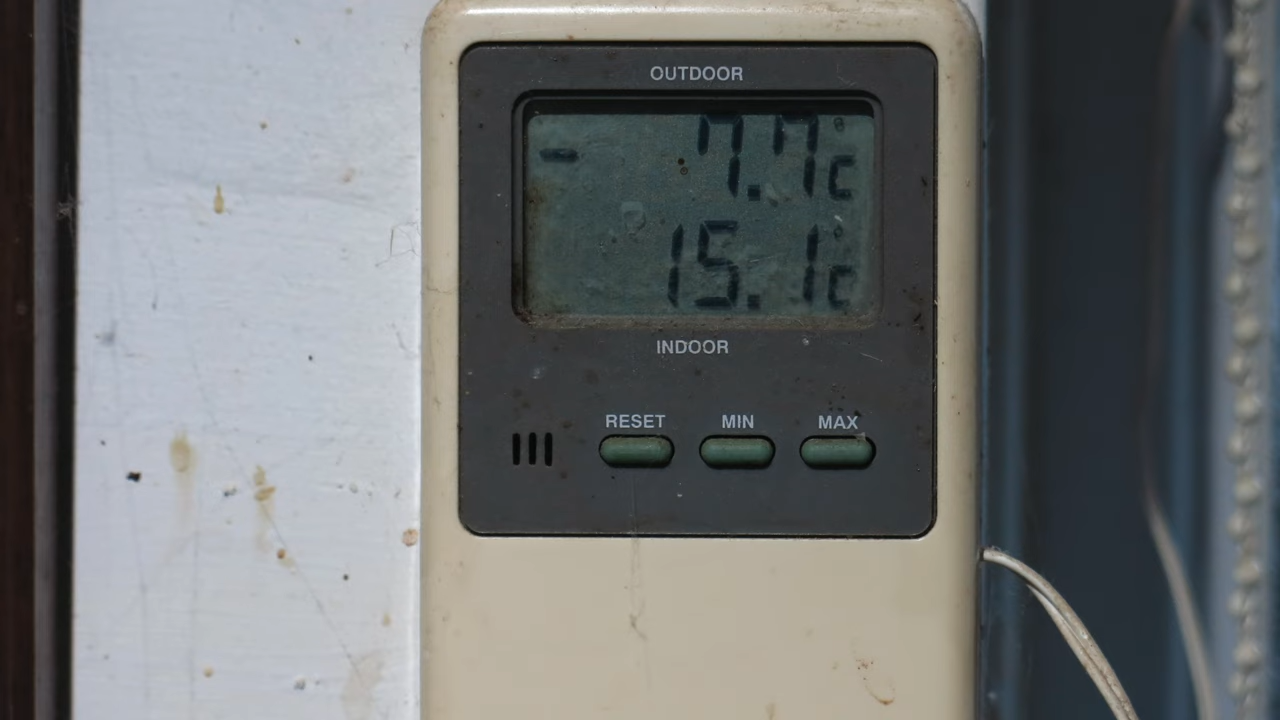 OUTDOOR
- 7.7°C
15.1°C
INDOOR
RESET MIN MAX